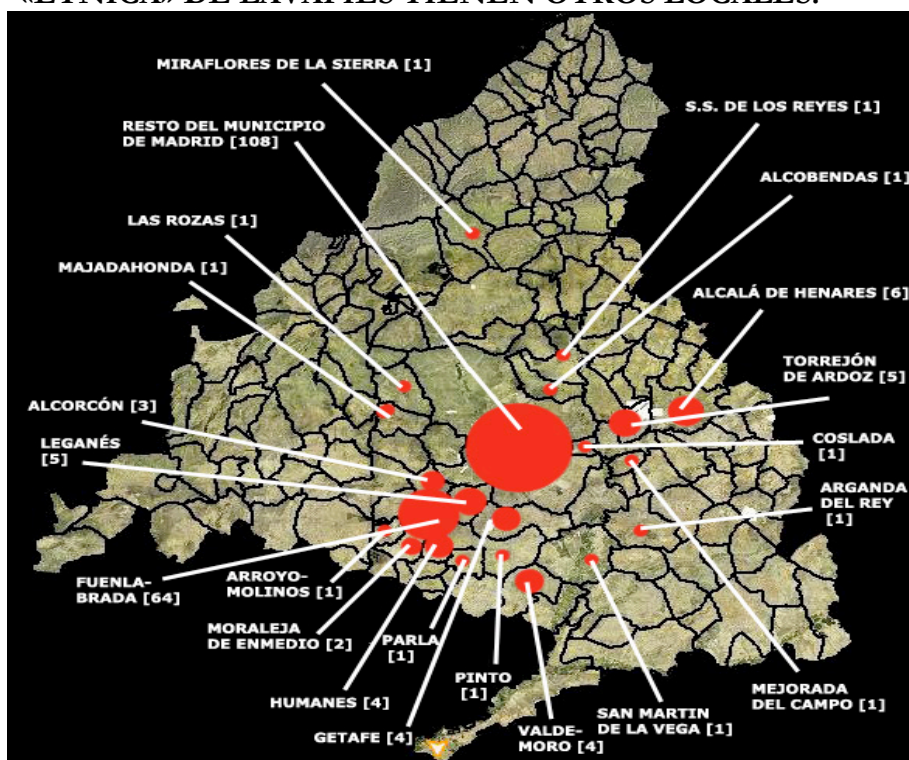 «ÉTNICA» DE LAVAPIÉS TIENEN OTROS LOCALES.
MIRAFLORES DE LA SIERRA [1]
S.S. DE LOS REYES [1]
RESTO DEL MUNICIPIO
DE MADRID [108]
ALCOBENDAS [1]
LAS ROZAS [1]
MAJADAHONDA [1]
ALCALÁ DE HENARES [6]
TORREJÓN
DE ARDOZ [5]
ALCORCÓN [3]
LEGANÉS
[5]
COSLADA
[1]
ARGANDA
DEL REY
[1]
FUENLA-
BRADA [64]
ARROYO-
MOLINOS [1]
MORALEJA
DE ENMEDIO [2]
PARLA
[1]
PINTO
[1]
HUMANES [4]
GETAFE [4]
VALDE-
MORO [4]
SAN MARTIN
DE LA VEGA [1]
MEJORADA
DEL CAMPO [1]